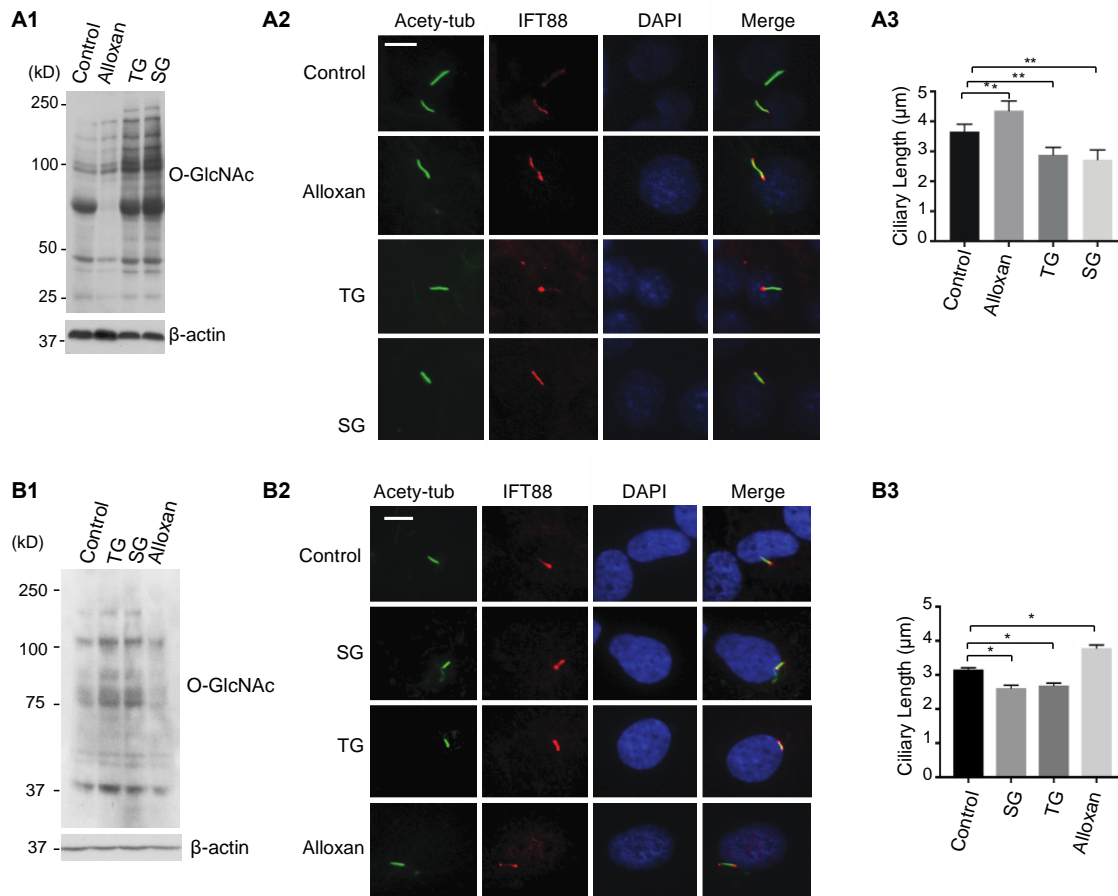 A1
Control
Alloxan
TG
SG
(kD)
250
100
50
25
37
O-GlcNAc
β-actin
A2
Acety-tub IFT88 DAPI Merge
Control
Alloxan
TG
SG
A3
** 
**
**
Ciliary Length (μm)
5
4
3
2
1
0
Control
Alloxan
TG
SG
B1
Control
TG
SG
Alloxan
(kD)
250
100
75
37
37
O-GlcNAc
β-actin
B2
Acety-tub IFT88 DAPI Merge
Control
SG
TG
Alloxan
B3
*
*
*
Ciliary Length (μm)
5
4
3
2
1
0
Control
SG
TG
Alloxan